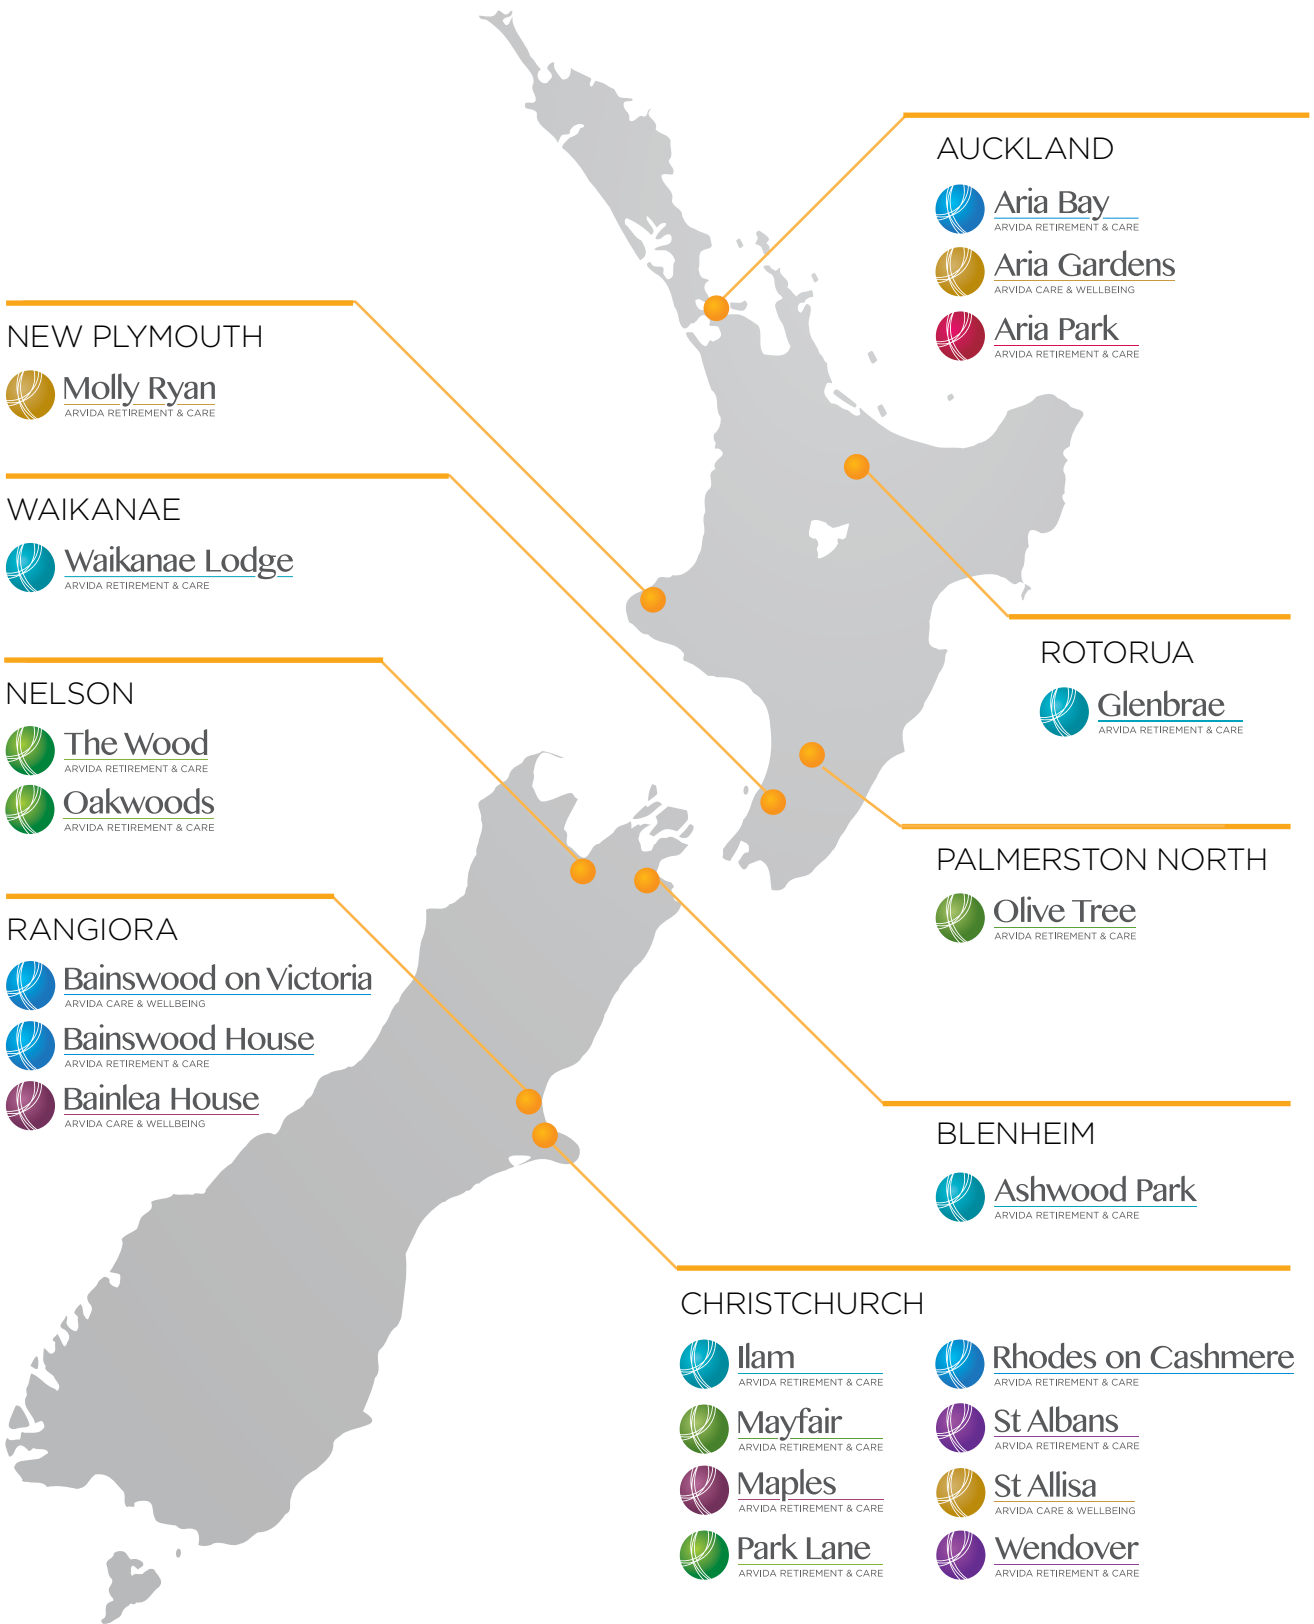 AUCKLAND
Aria Bay
ARVIDA RETIREMENT & CARE
Aria Gardens
ARVIDA CARE & WELLBEING
Aria Park
ARVIDA RETIREMENT & CARE
NEW PLYMOUTH
Molly Ryan
ARVIDA RETIREMENT & CARE
WAIKANAE
Waikanae Lodge
ARVIDA RETIREMENT & CARE
ROTORUA
Glenbrae
ARVIDA RETIREMENT & CARE
NELSON
The Wood
ARVIDA RETIREMENT & CARE
Oakwoods
ARVIDA RETIREMENT & CARE
PALMERSTON NORTH
Olive Tree
ARVIDA RETIREMENT & CARE
RANGIORA
Bainswood on Victoria
ARVIDA CARE & WELLBEING
Bainswood House
ARVIDA RETIREMENT & CARE
Bainlea House
ARVIDA CARE & WELLBEING
BLENHEIM
Ashwood Park
ARVIDA RETIREMENT & CARE
CHRISTCHURCH
Ilam
ARVIDA RETIREMENT & CARE
Mayfair
ARVIDA RETIREMENT & CARE
Maples
ARVIDA RETIREMENT & CARE
Park Lane
ARVIDA RETIREMENT & CARE
Rhodes on Cashmere
ARVIDA RETIREMENT & CARE
St Albans
ARVIDA RETIREMENT & CARE
St Allisa
ARVIDA CARE & WELLBEING
Wendover
ARVIDA RETIREMENT & CARE